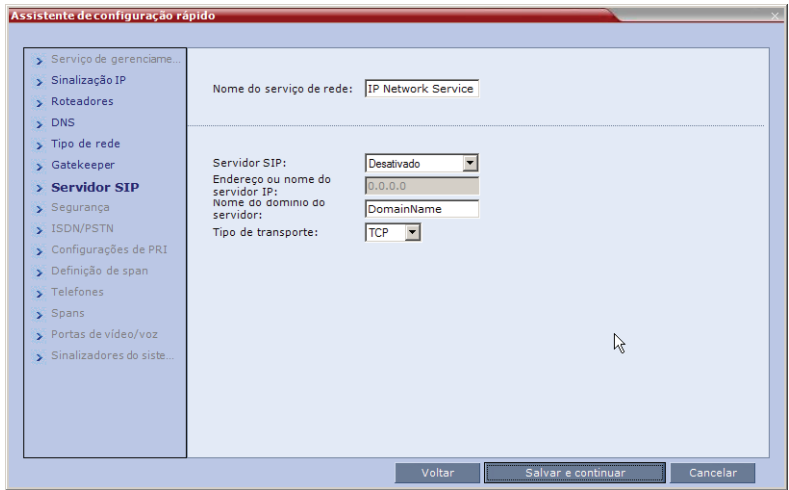 Assistente de configuração rápido
Serviço de gerenciame...
Sinalização IP
Roteadores
DNS
Tipo de rede
Gatekeeper
Servidor SIP
Segurança
ISDN/PSTN
Configurações de PRI
Definição de span
Telefones
Spans
Portas de vídeo/voz
Sinalizadores do siste...
Nome do serviço de rede: IP Network Service
Servidor SIP: Desativado
Endereço ou nome do
servidor IP: 0.0.0.0
Nome do domínio do
servidor: DomainName
Tipo de transporte: TCP
Voltar Salvar e continuar Cancelar